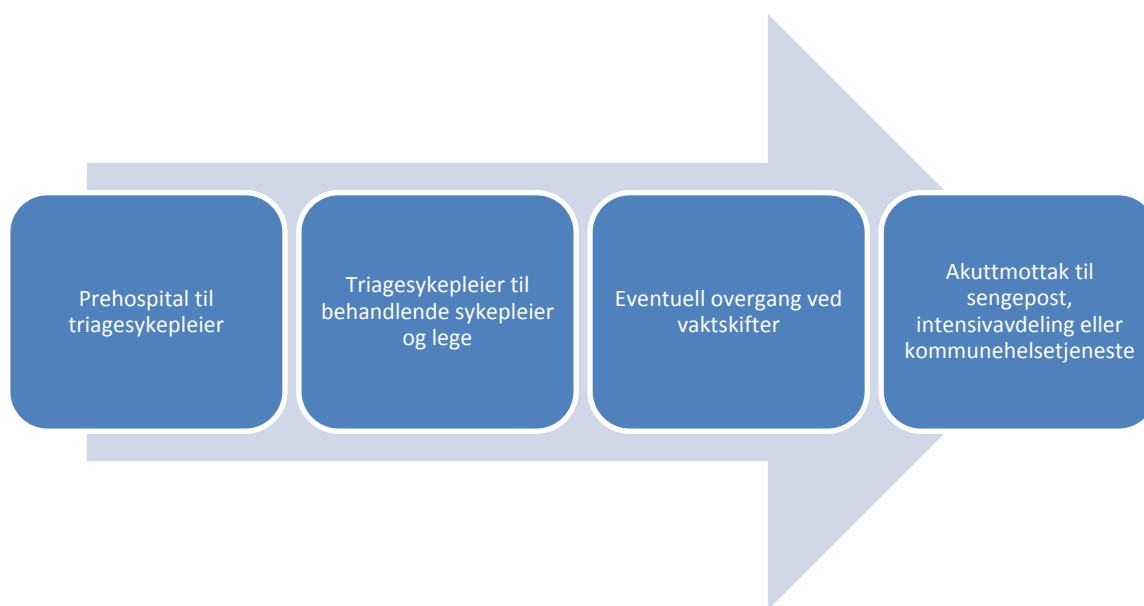 Prehospital til
triagesykepleier
Triagesykepleier til
behandlende sykepleier
og lege
Eventuell overgang ved
vaktskifter
Akuttmottak til
sengepost,
intensivavdeling eller
kommunehelsetjeneste